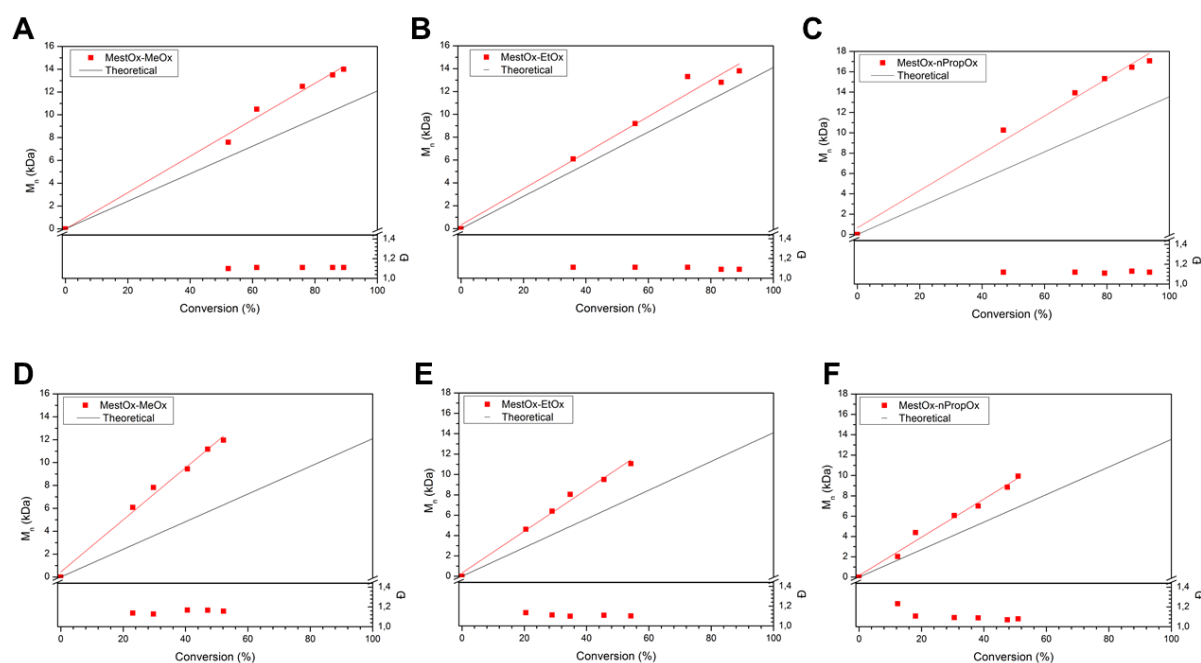 A
MestOx-MeOx
Theoretical
16
14
12
10
8
6
4
2
0
Mn (kDa)
1,4
1,2
1,0
Đ
0 20 40 60 80 100
Conversion (%)
B
MestOx-EtOx
Theoretical
16
14
12
10
8
6
4
2
0
Mn (kDa)
1,4
1,2
1,0
Đ
0 20 40 60 80 100
Conversion (%)
C
MestOx-nPropOx
Theoretical
18
16
14
12
10
8
6
4
2
0
Mn (kDa)
1,4
1,2
1,0
Đ
0 20 40 60 80 100
Conversion (%)
D
MestOx-MeOx
Theoretical
16
14
12
10
8
6
4
2
0
Mn (kDa)
1,4
1,2
1,0
Đ
0 20 40 60 80 100
Conversion (%)
E
MestOx-EtOx
Theoretical
18
16
14
12
10
8
6
4
2
0
Mn (kDa)
1,4
1,2
1,0
Đ
0 20 40 60 80 100
Conversion (%)
F
MestOx-nPropOx
Theoretical
18
16
14
12
10
8
6
4
2
0
Mn (kDa)
1,4
1,2
1,0
Đ
0 20 40 60 80 100
Conversion (%)